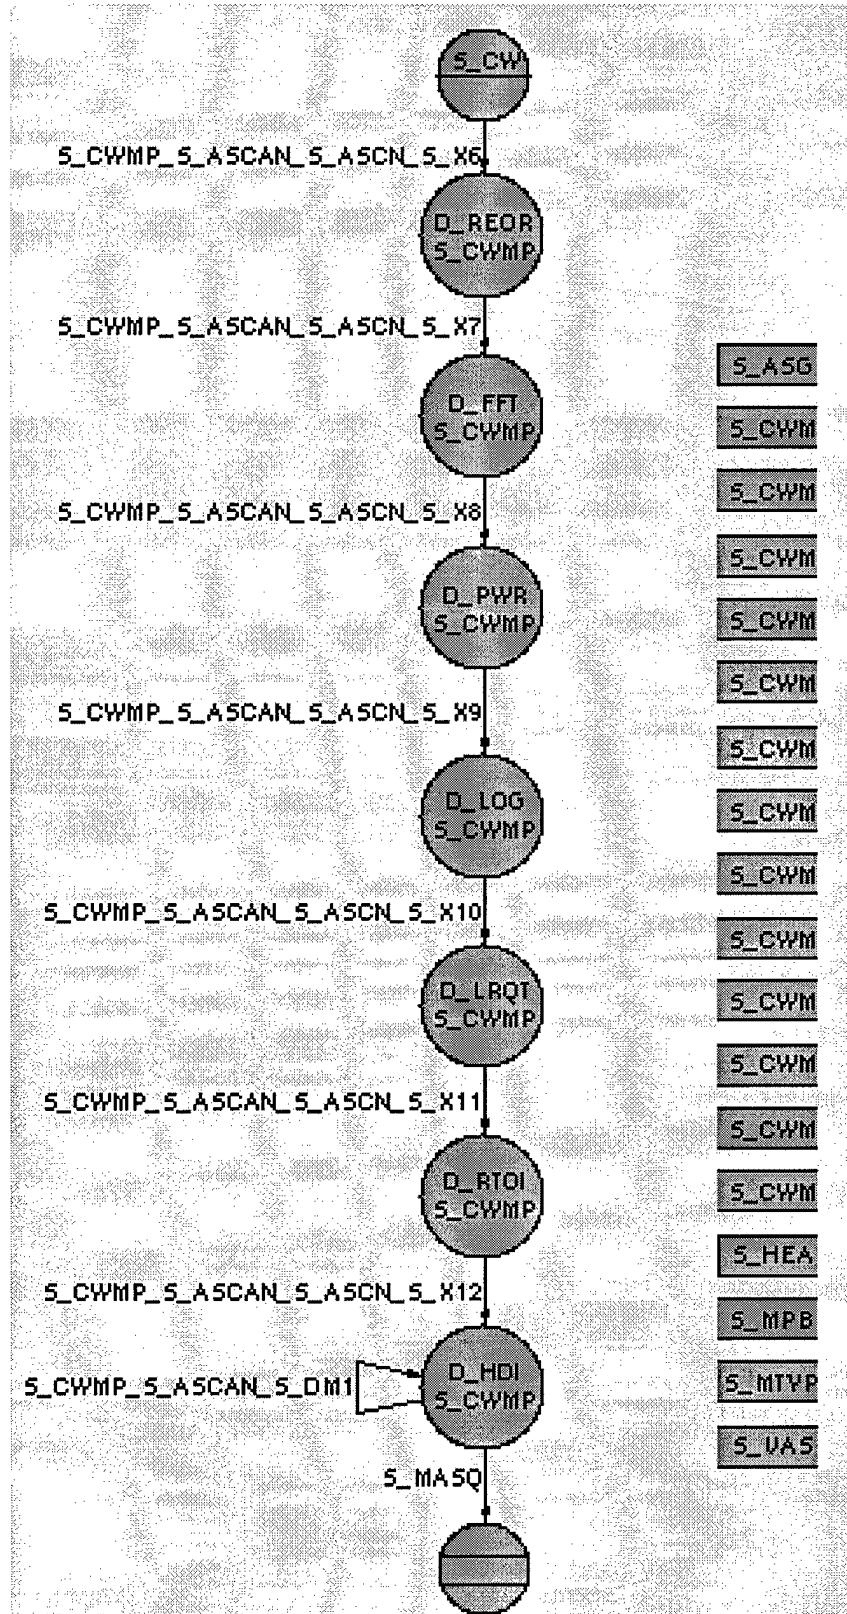 S_CW
S_CWMP_S_ASCAN_S_ASCN_S_X6
D_REOR
S_CWMP
S_CWMP_S_ASCAN_S_ASCN_S_X7
D_FFT
S_CWMP
S_CWMP_S_ASCAN_S_ASCN_S_X8
D_PWR
S_CWMP
S_CWMP_S_ASCAN_S_ASCN_S_X9
D_LOG
S_CWMP
S_CWMP_S_ASCAN_S_ASCN_S_X10
D_LRQT
S_CWMP
S_CWMP_S_ASCAN_S_ASCN_S_X11
D_RTOI
S_CWMP
S_CWMP_S_ASCAN_S_ASCN_S_X12
D_HDI
S_CWMP
S_CWMP_S_ASCAN_S_DM1
S_MASQ
S_ASG
S_CWM
S_CWM
S_CWM
S_CWM
S_CWM
S_CWM
S_CWM
S_CWM
S_CWM
S_CWM
S_CWM
S_CWM
S_CWM
S_HEA
S_MPB
S_MTYP
S_VAS